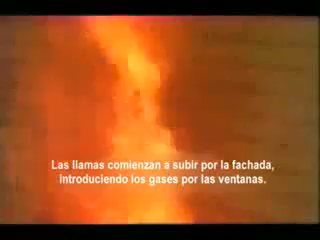 Las llamas comienzan a subir por la fachada,
introduciendo los gases por las ventanas.